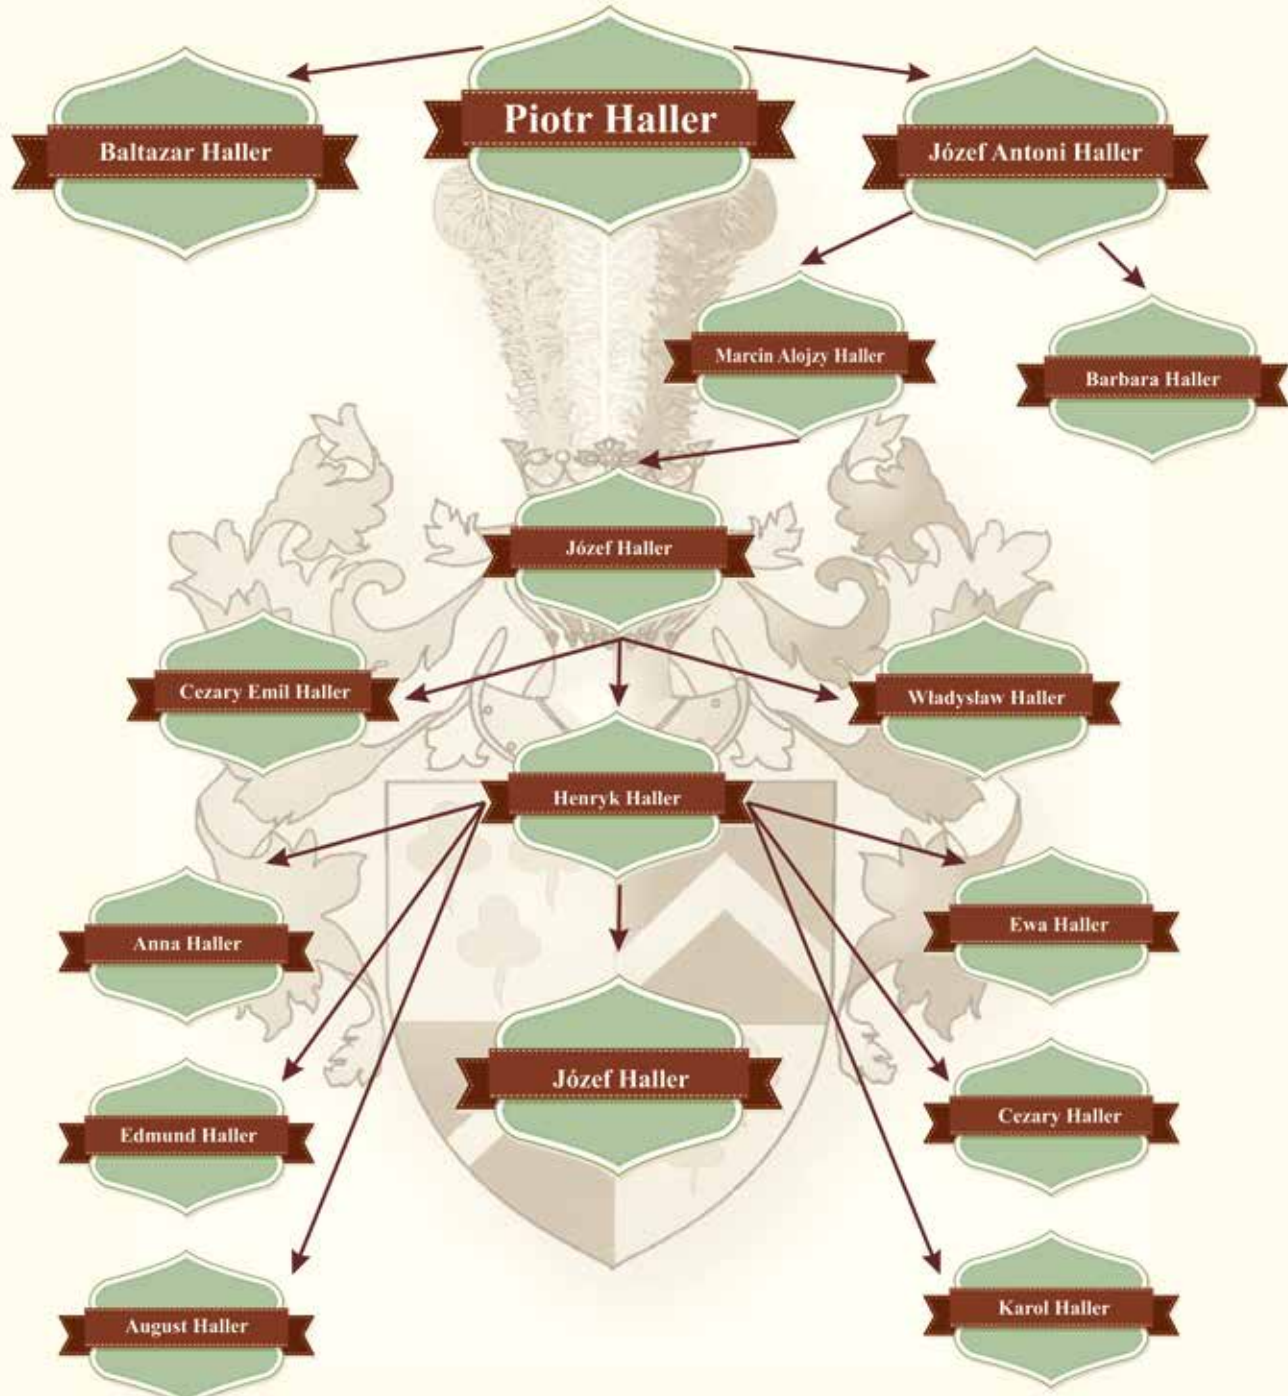 Piotr Haller
Baltazar Haller
Józef Antoni Haller
Marcin Alojzy Haller
Barbara Haller
Józef Haller
Cezary Emil Haller
Władysław Haller
Henryk Haller
Anna Haller
Ewa Haller
Józef Haller
Edmund Haller
Cezary Haller
August Haller
Karol Haller